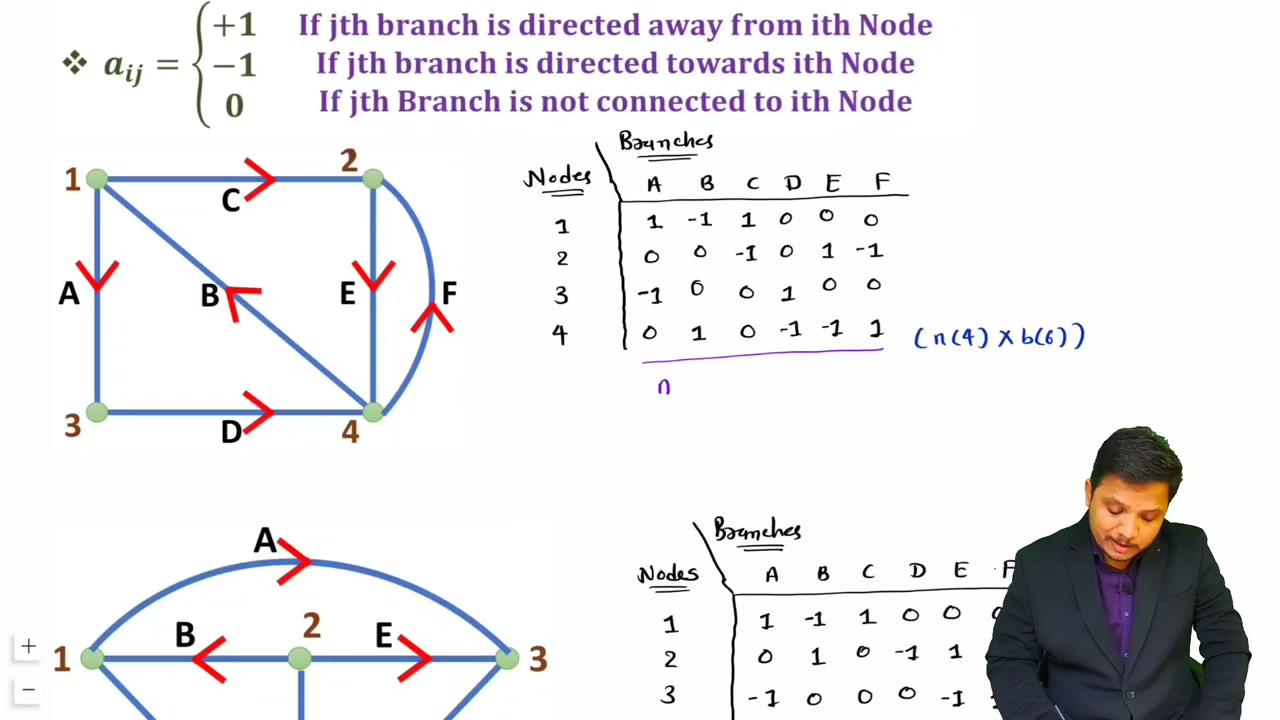 ❖ aij = { +1 If jth branch is directed away from ith Node
−1 If jth branch is directed towards ith Node
0 If jth Branch is not connected to ith Node
1
2
C
A
B
E
F
3
D
4
Branches
Nodes A B C D E F
1 1 -1 1 0 0 0
2 0 0 -1 0 1 -1
3 -1 0 0 1 0 0
4 0 1 0 -1 -1 1 (n(4) × b(6))
n
A
B
2
E
1
3
Branches
Nodes A B C D E F
1 1 -1 1 0 0
2 0 1 0 -1 1
3 -1 0 0 0 -1
+
−